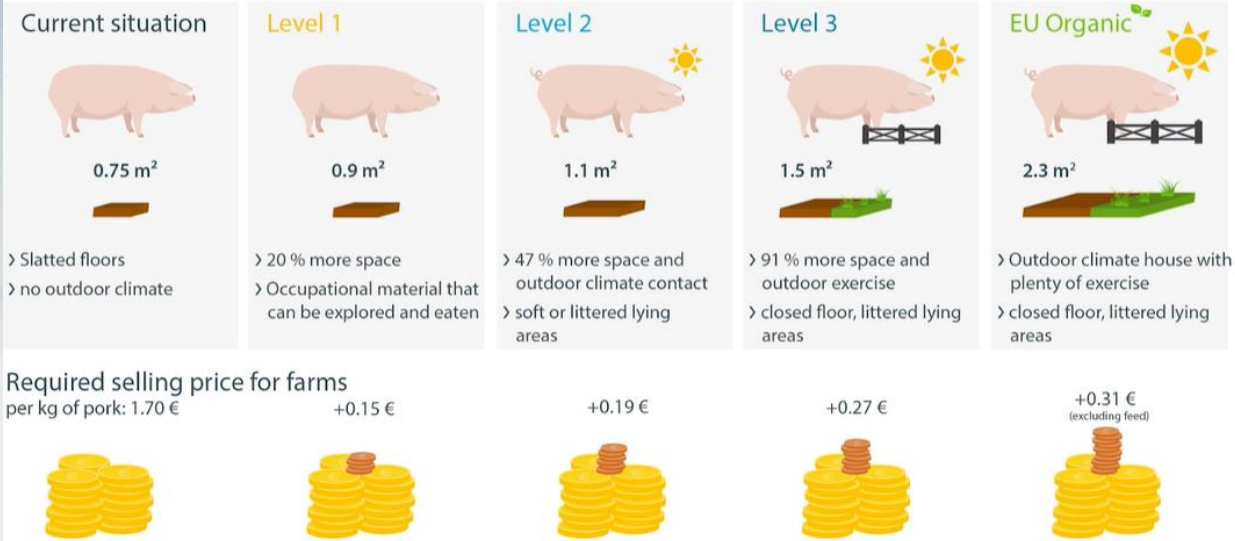 Current situation
0.75 m²
› Slatted floors
› no outdoor climate
Level 1
0.9 m²
› 20 % more space
› Occupational material that
can be explored and eaten
Level 2
1.1 m²
› 47 % more space and
outdoor climate contact
› soft or littered lying
areas
Level 3
1.5 m²
› 91 % more space and
outdoor exercise
› closed floor, littered lying
areas
EU Organic
2.3 m²
› Outdoor climate house with
plenty of exercise
› closed floor, littered lying
areas
Required selling price for farms
per kg of pork: 1.70 €
+0.15 €
+0.19 €
+0.27 €
+0.31 €
(excluding feed)